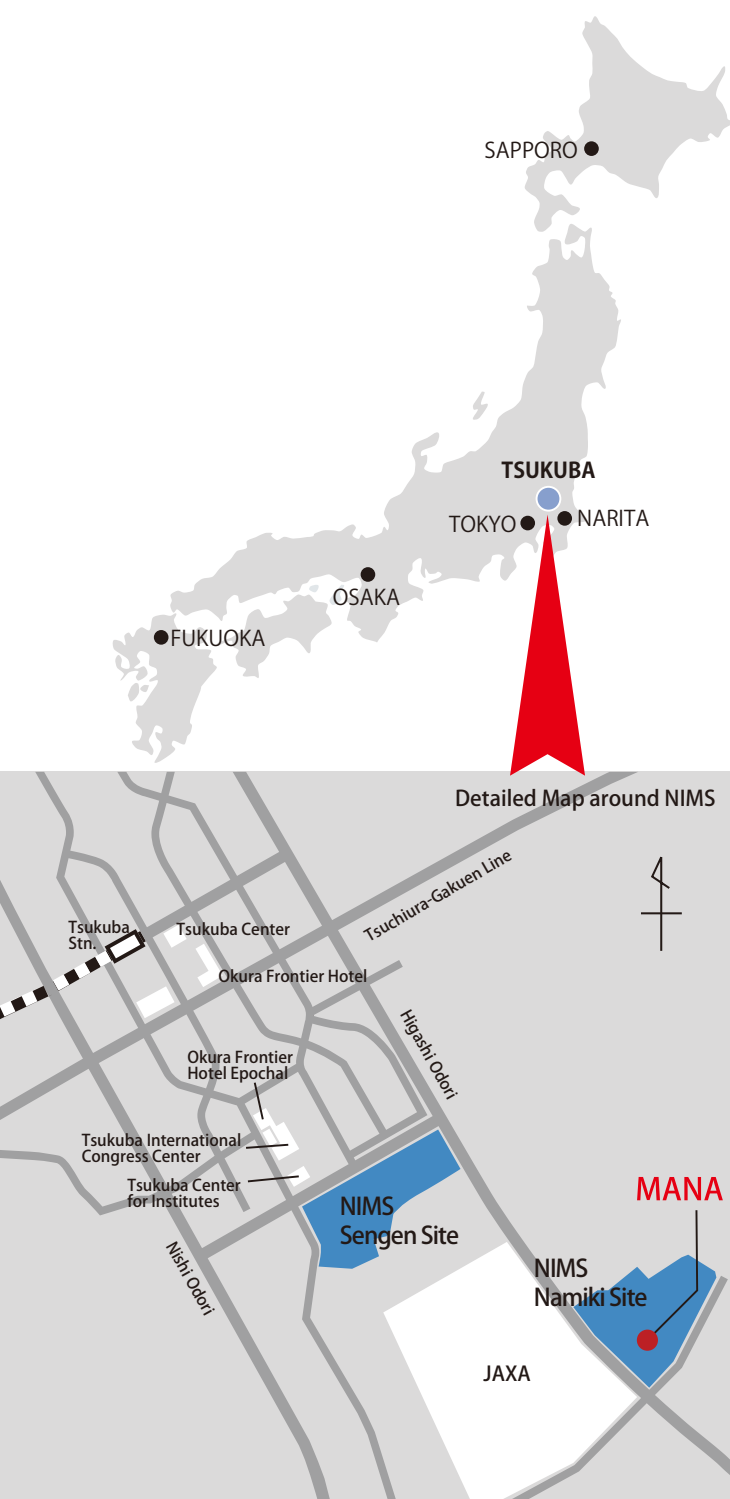 SAPPORO
TSUKUBA
TOKYO
NARITA
OSAKA
FUKUOKA
Detailed Map around NIMS
Tsuchiura-Gakuen Line
Tsukuba
Stn.
Tsukuba Center
Okura Frontier Hotel
Higashi Odori
Okura Frontier
Hotel Epochal
Tsukuba International
Congress Center
Tsukuba Center
for Institutes
MANA
NIMS
Sengen Site
Nishi Odori
NIMS
Namiki Site
JAXA